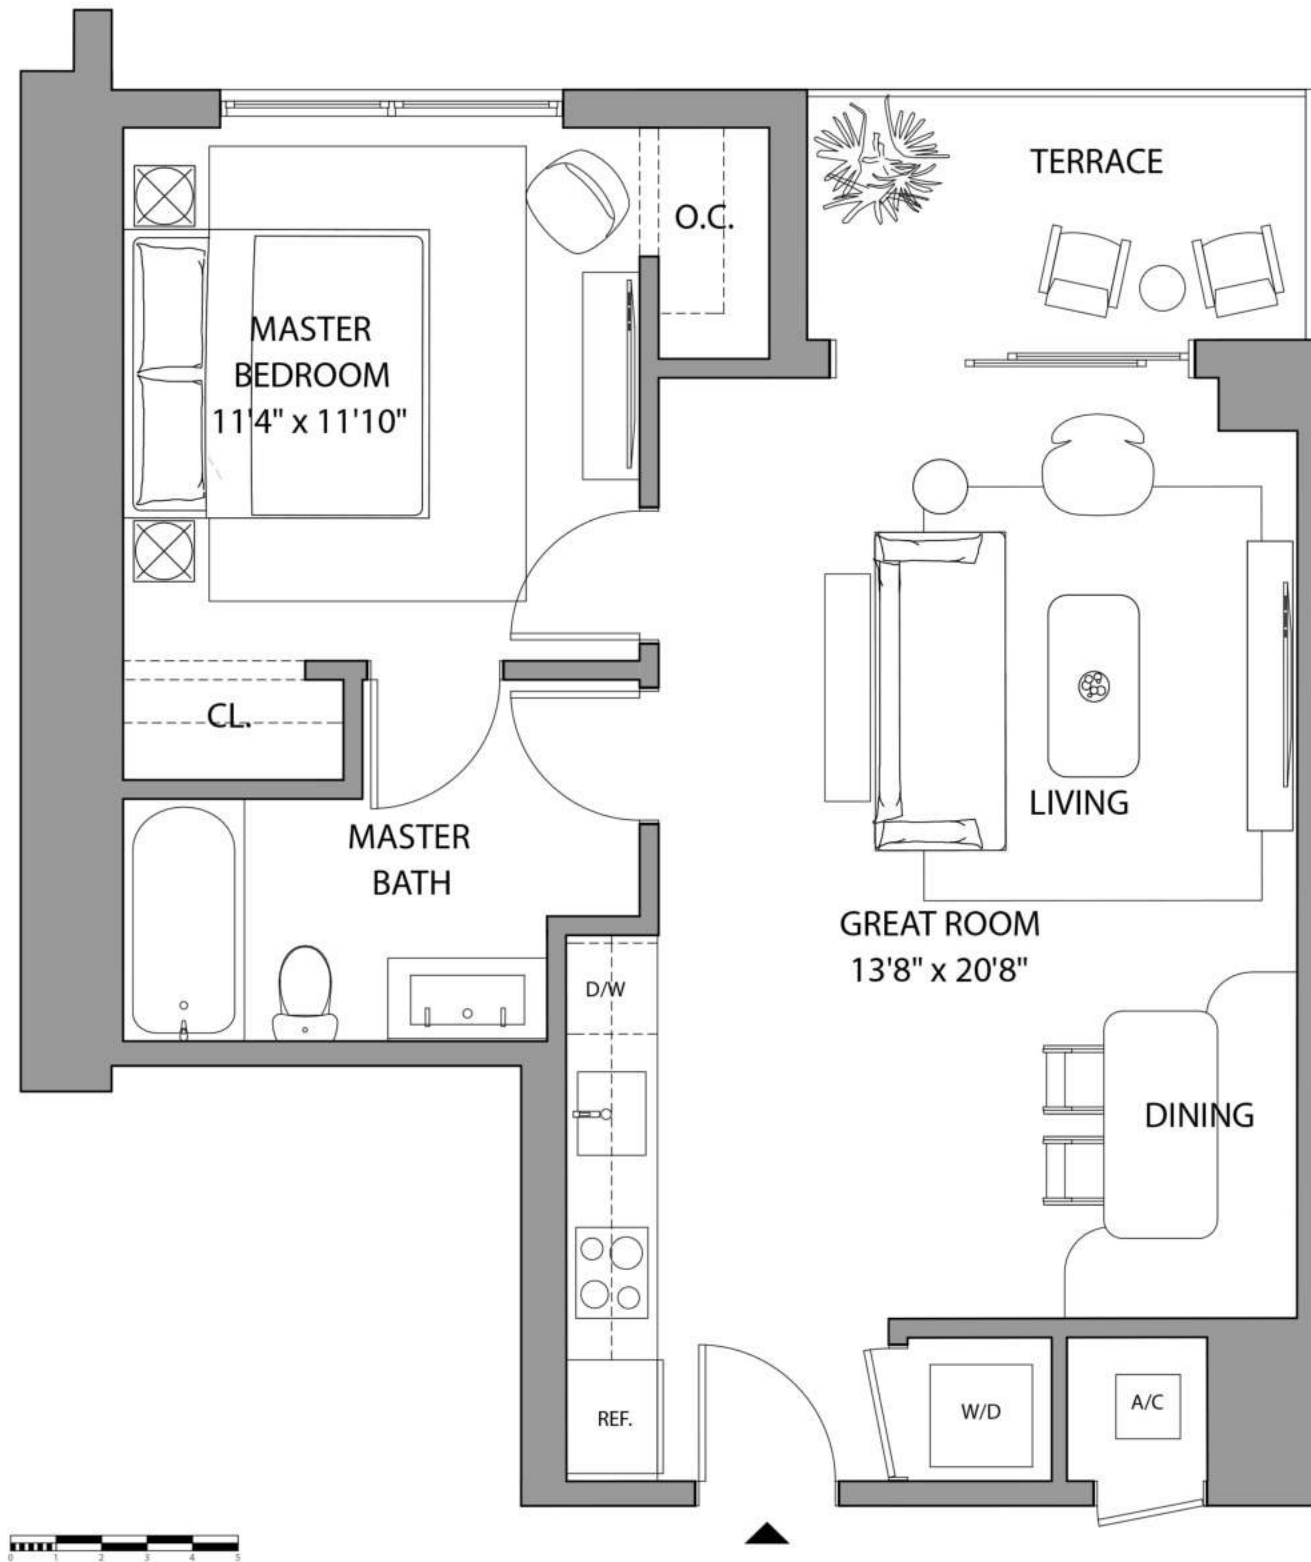 TERRACE
O.C.
MASTER
BEDROOM
11'4" x 11'10"
CL.
LIVING
MASTER
BATH
GREAT ROOM
13'8" x 20'8"
D/W
DINING
REF.
W/D
A/C
0 1 2 3 4 5